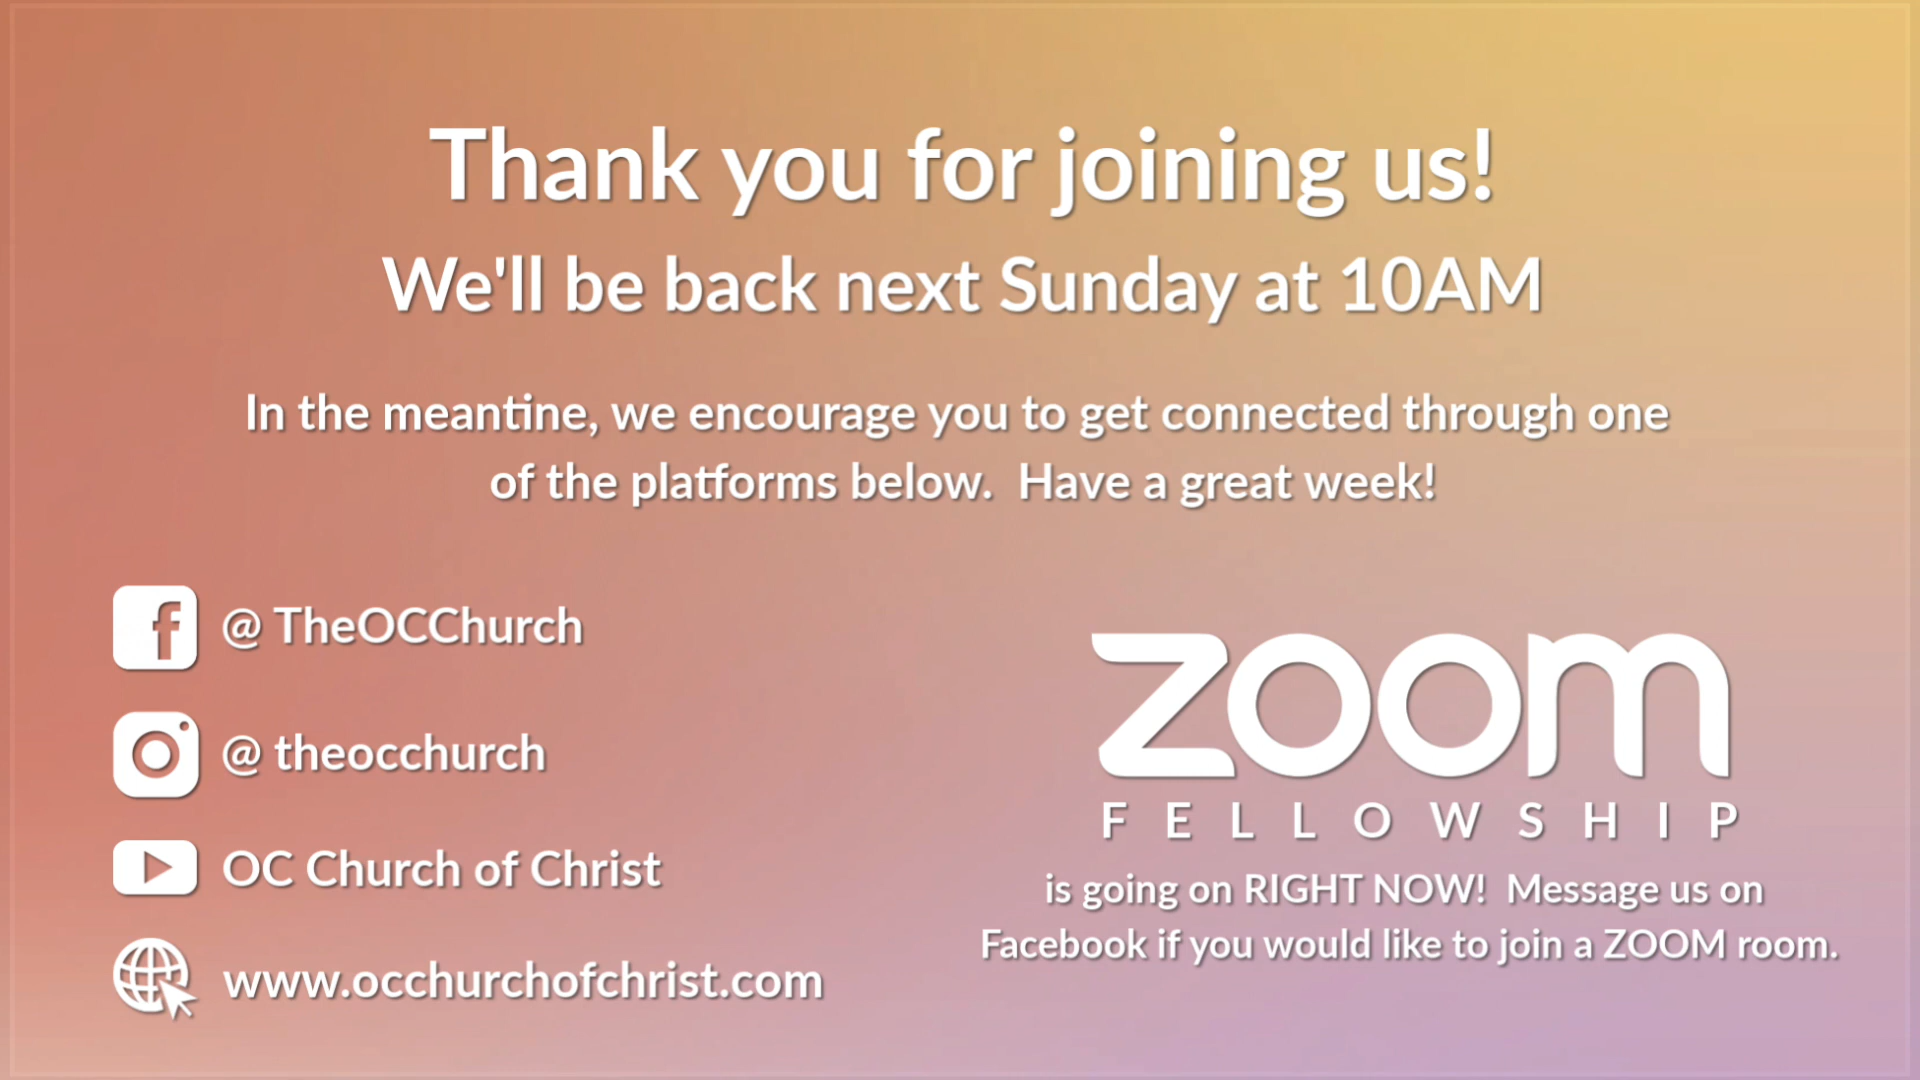 Thank you for joining us!
We'll be back next Sunday at 10AM
In the meantine, we encourage you to get connected through one
of the platforms below.  Have a great week!
@ TheOCChurch
@ theocchurch
OC Church of Christ
www.occhurchofchrist.com
zoom
FELLOWSHIP
is going on RIGHT NOW!  Message us on
Facebook if you would like to join a ZOOM room.